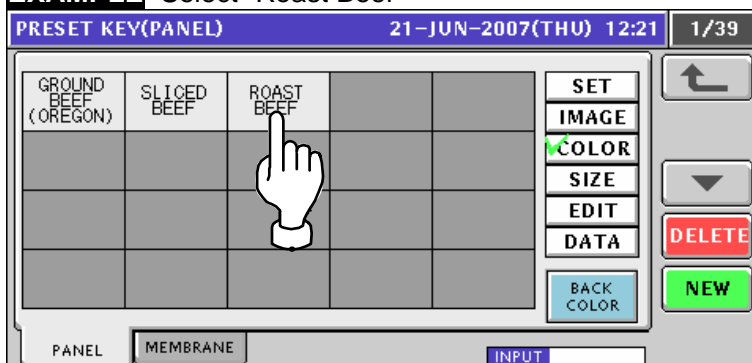 Select "Roast Beef"
PRESET KEY(PANEL) 21-JUN-2007(THU) 12:21 1/39
GROUND
BEEF
(OREGON)
SLICED
BEEF
ROAST
BEEF
SET
IMAGE
COLOR
SIZE
EDIT
DATA
BACK
COLOR
DELETE
NEW
PANEL
MEMBRANE
INPUT